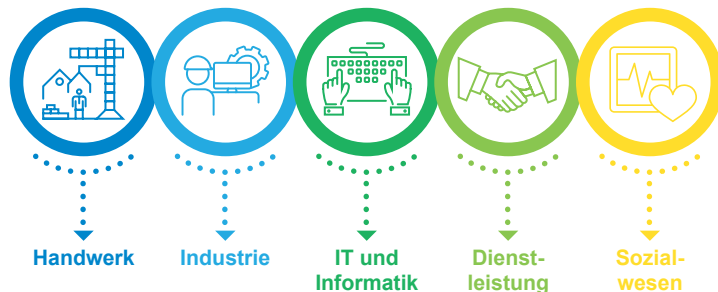 Handwerk
Industrie
IT und
Informatik
Dienst-
leistung
Sozial-
wesen